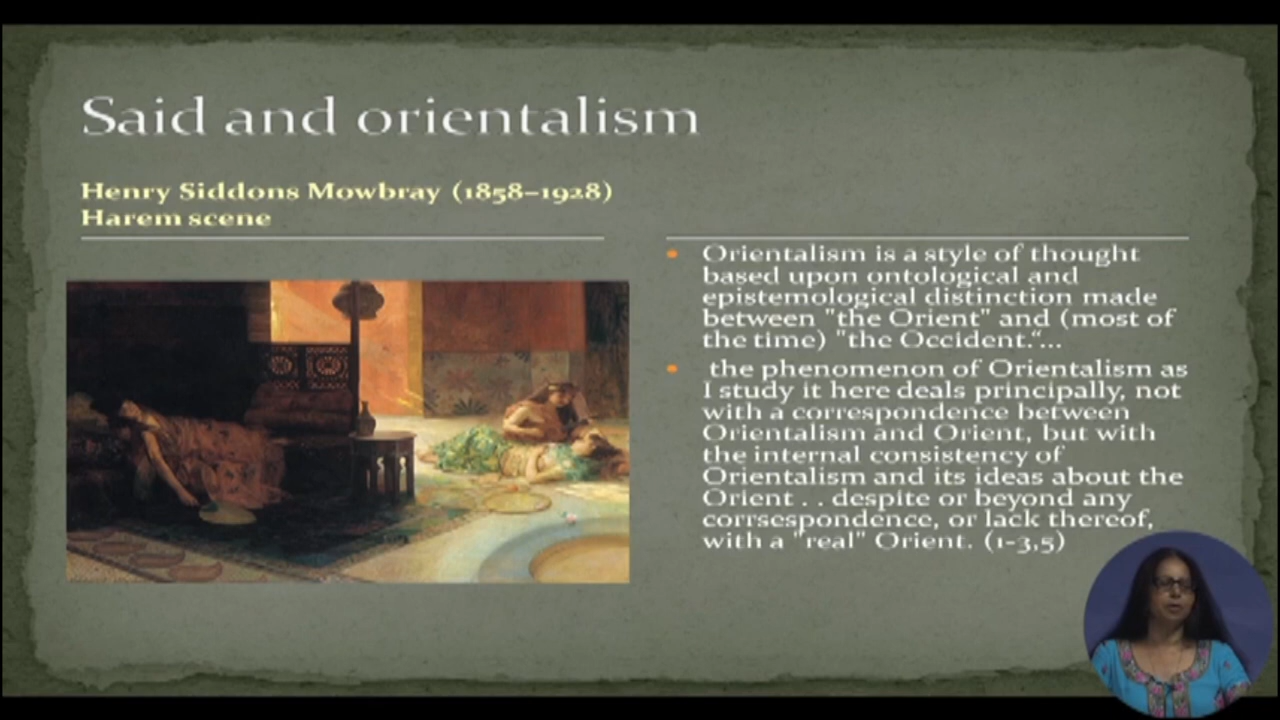 Said and orientalism
Henry Siddons Mowbray (1858–1928)
Harem scene
Orientalism is a style of thought
based upon ontological and
epistemological distinction made
between "the Orient" and (most of
the time) "the Occident.“...
the phenomenon of Orientalism as
I study it here deals principally, not
with a correspondence between
Orientalism and Orient, but with
the internal consistency of
Orientalism and its ideas about the
Orient . . despite or beyond any
corrsespondence, or lack thereof,
with a "real" Orient. (1-3,5)